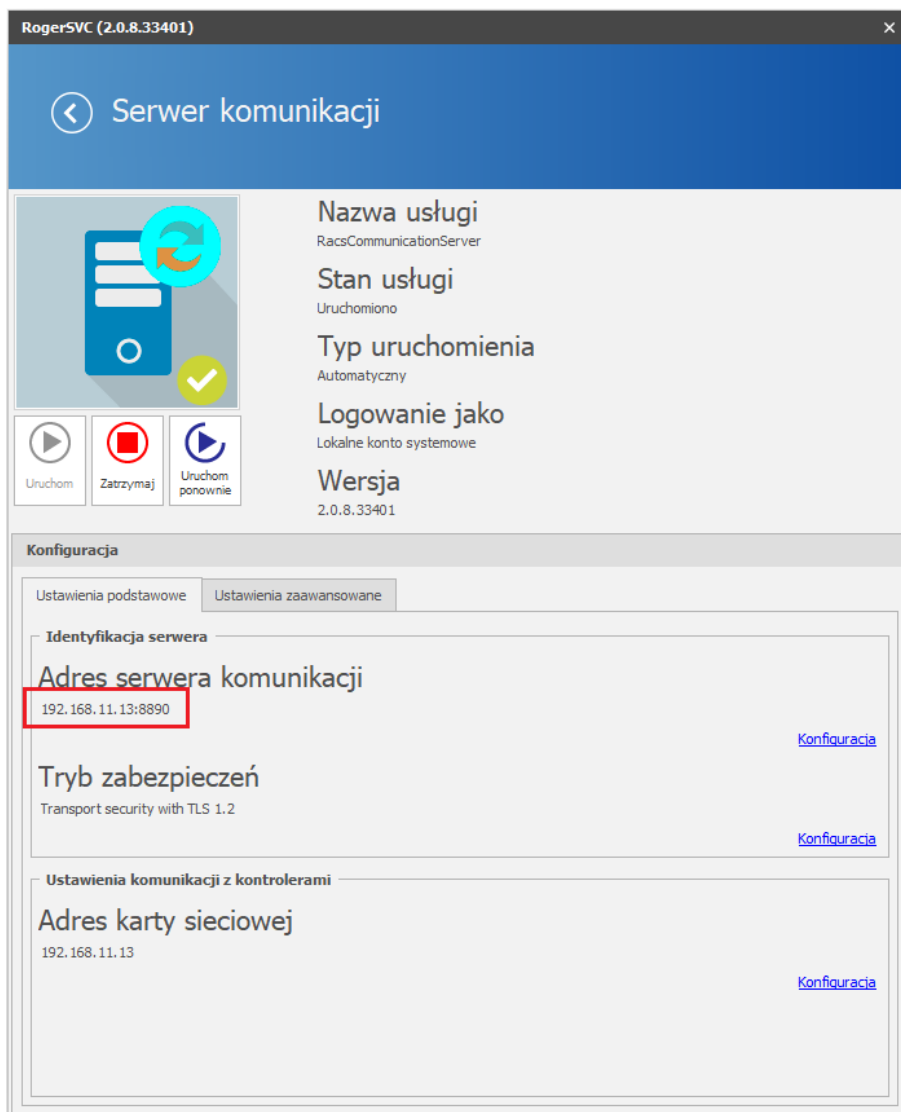 RogerSVC (2.0.8.33401)
Serwer komunikacji
Nazwa usługi
RacsCommunicationServer
Stan usługi
Uruchomiono
Typ uruchomienia
Automatyczny
Logowanie jako
Lokalne konto systemowe
Wersja
2.0.8.33401
Uruchom
Zatrzymaj
Uruchom
ponownie
Konfiguracja
Ustawienia podstawowe
Ustawienia zaawansowane
Identyfikacja serwera
Adres serwera komunikacji
192.168.11.13:8890
Konfiguracja
Tryb zabezpieczeń
Transport security with TLS 1.2
Konfiguracja
Ustawienia komunikacji z kontrolerami
Adres karty sieciowej
192.168.11.13
Konfiguracja